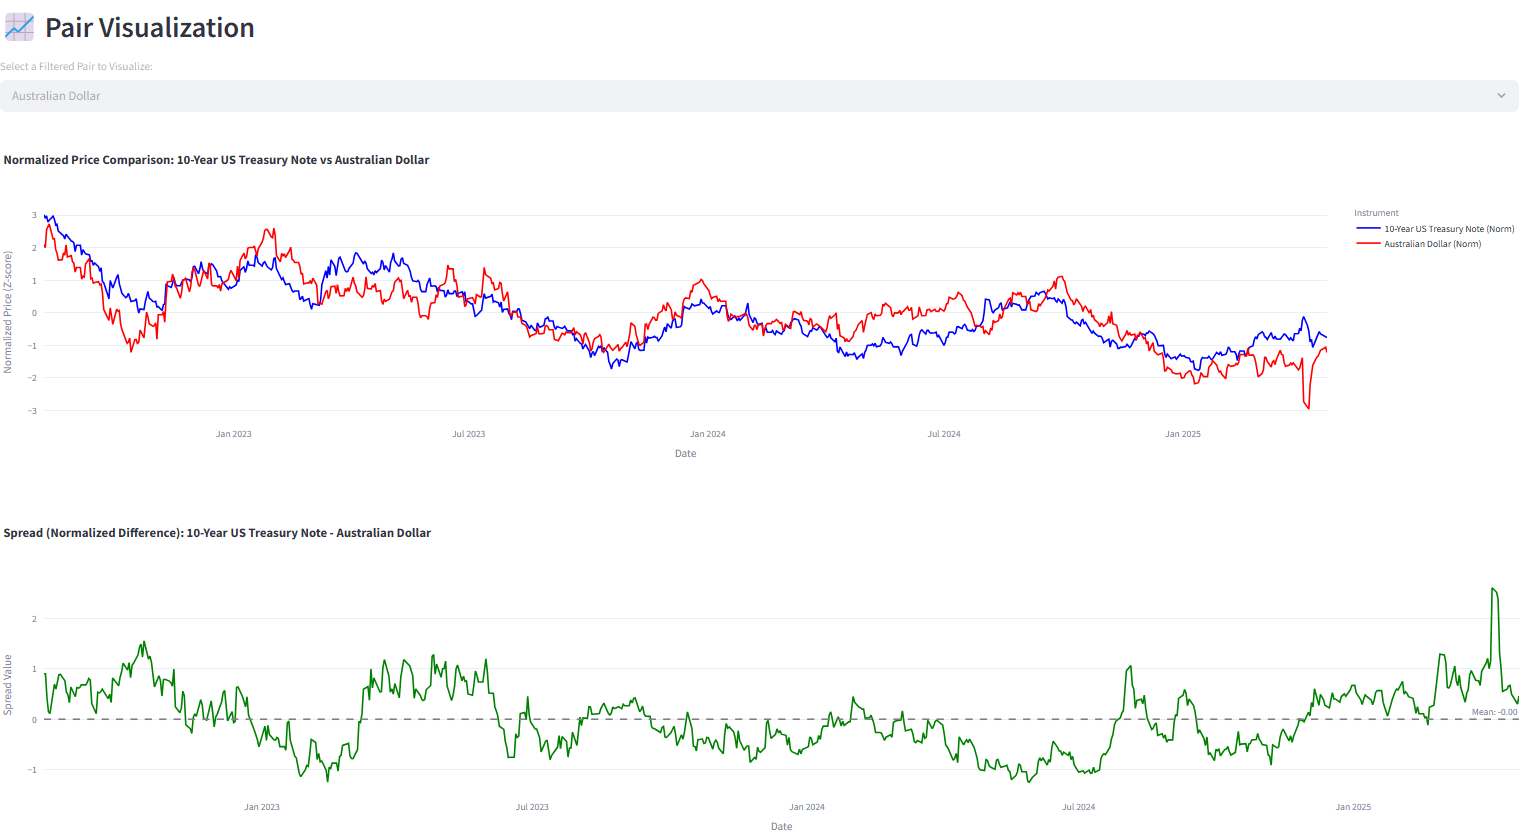 Pair Visualization
Select a Filtered Pair to Visualize:
Australian Dollar
Normalized Price Comparison: 10-Year US Treasury Note vs Australian Dollar
Normalized Price (Z-score)
3
2
1
0
−1
−2
−3
Jan 2023
Jul 2023
Jan 2024
Jul 2024
Jan 2025
Date
Instrument
10-Year US Treasury Note (Norm)
Australian Dollar (Norm)
Spread (Normalized Difference): 10-Year US Treasury Note - Australian Dollar
Spread Value
2
1
0
−1
Mean: -0.00
Jan 2023
Jul 2023
Jan 2024
Jul 2024
Jan 2025
Date